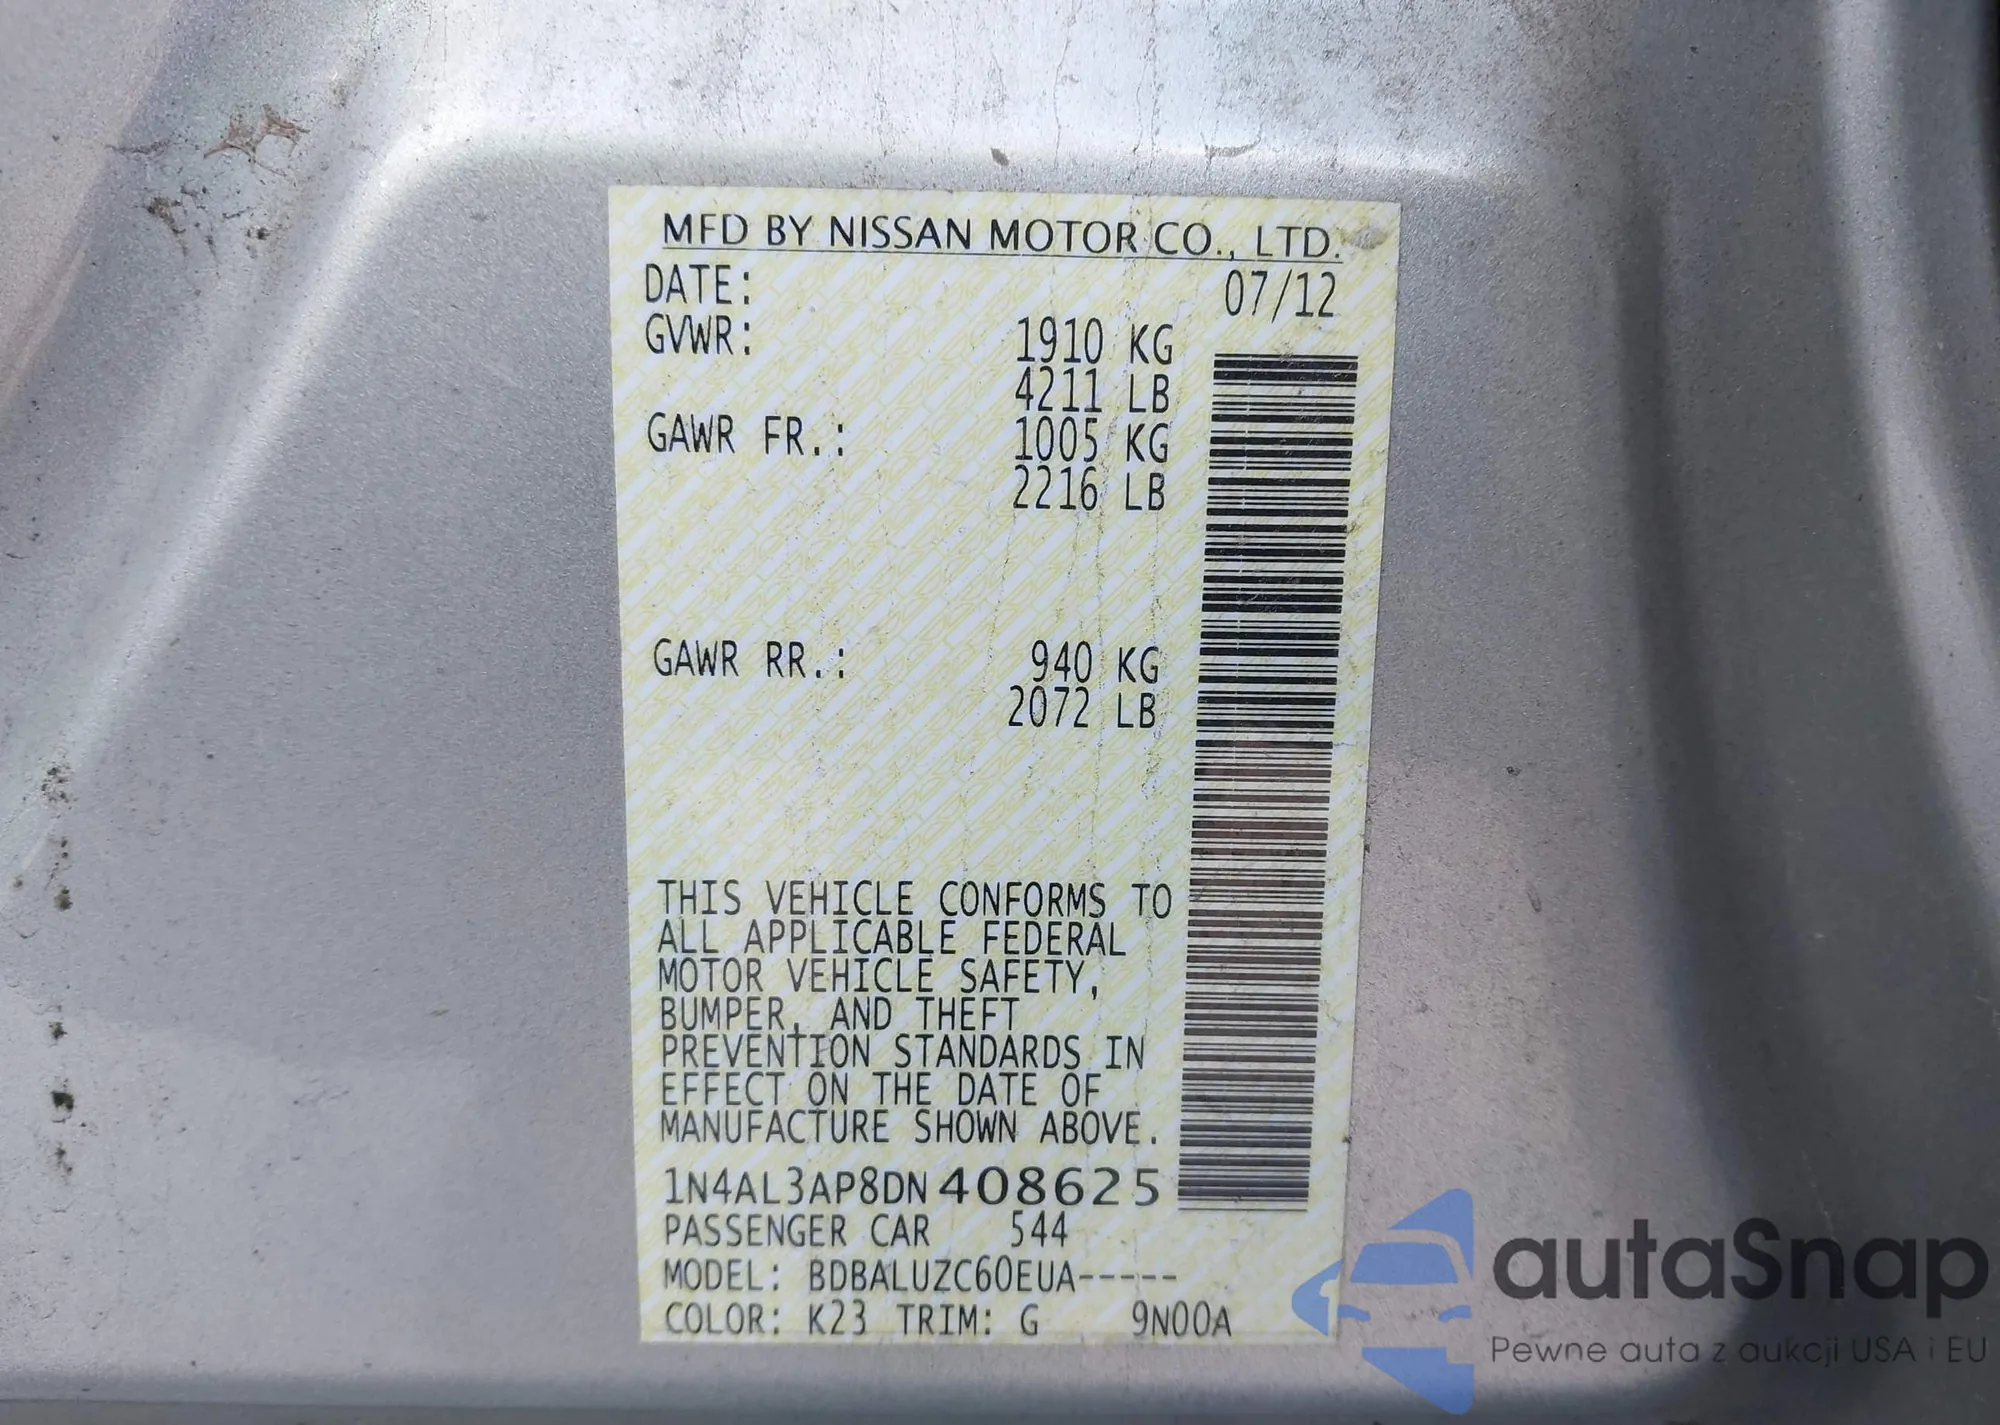 MFD BY NISSAN MOTOR CO., LTD.
DATE: 07/12
GVWR: 1910 KG
4211 LB
GAWR FR.: 1005 KG
2216 LB
GAWR RR.: 940 KG
2072 LB
THIS VEHICLE CONFORMS TO
ALL APPLICABLE FEDERAL
MOTOR VEHICLE SAFETY,
BUMPER, AND THEFT
PREVENTION STANDARDS IN
EFFECT ON THE DATE OF
MANUFACTURE SHOWN ABOVE.
1N4AL3AP8DN408625
PASSENGER CAR 544
MODEL: BDBALUZC60EUA-----
COLOR: K23 TRIM: G 9N00A
autaSnap
Pewne auta z aukcji USA i EU